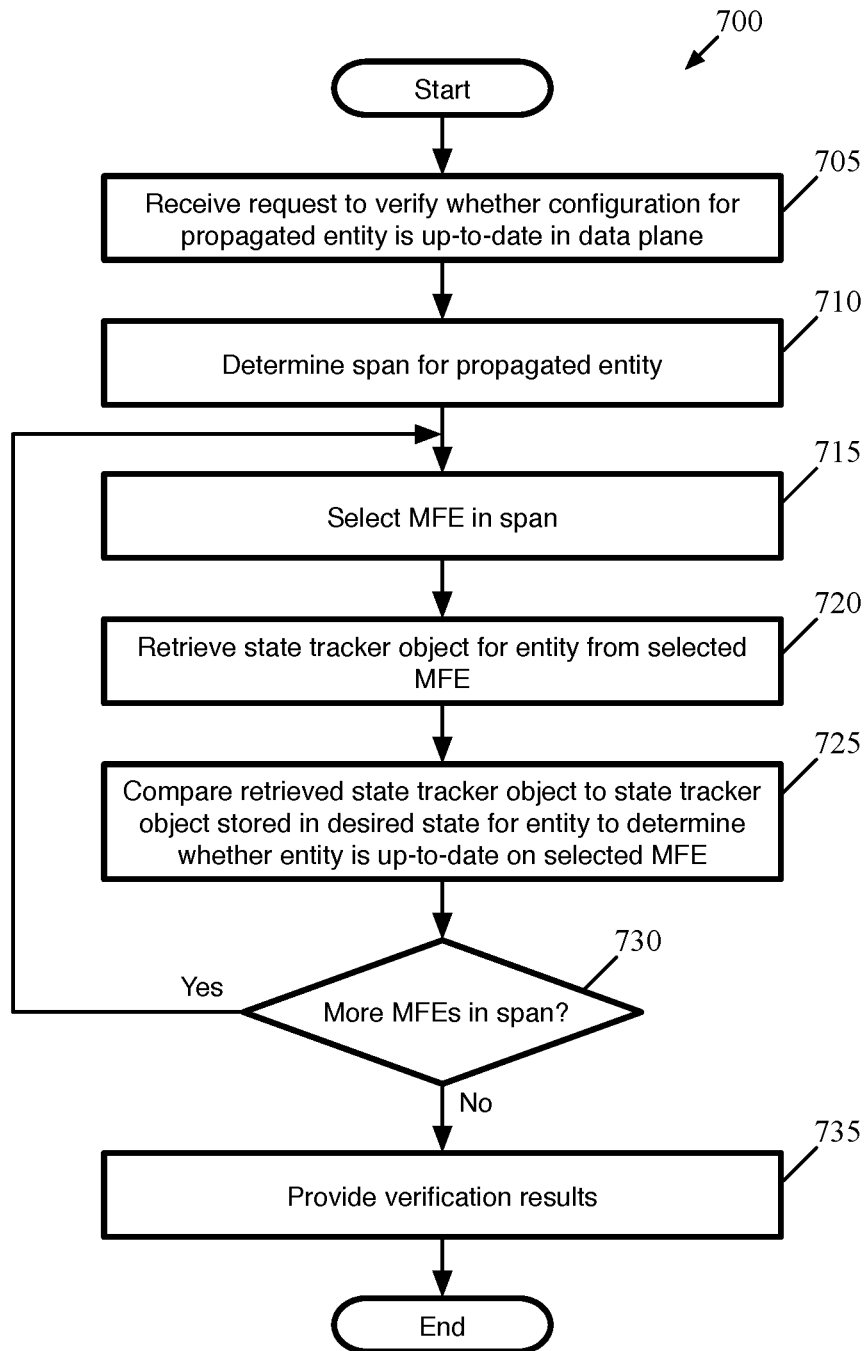 700
Start
705
Receive request to verify whether configuration for
propagated entity is up-to-date in data plane
710
Determine span for propagated entity
715
Select MFE in span
720
Retrieve state tracker object for entity from selected
MFE
725
Compare retrieved state tracker object to state tracker
object stored in desired state for entity to determine
whether entity is up-to-date on selected MFE
730
Yes
More MFEs in span?
No
735
Provide verification results
End